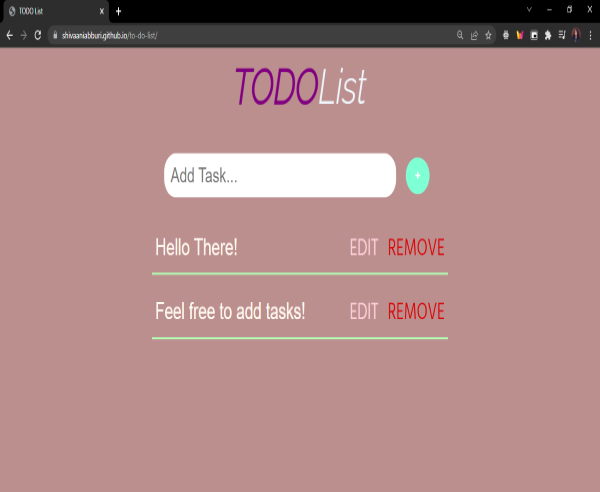 TODO List
shivaaniabburi.github.io/to-do-list/
TODOList
Add Task...
+
Hello There! EDIT REMOVE
Feel free to add tasks! EDIT REMOVE